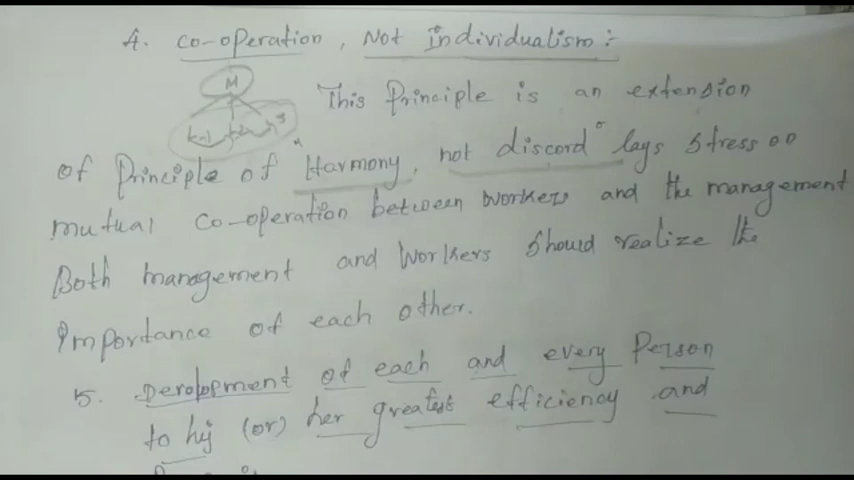 4. Co-operation, Not Individualism :-
M
This Principle is an extension
of Principle of "Harmony, not discord" lays stress on
mutual co-operation between workers and the management
Both management and workers should realize the
Importance of each other.
5. Derolopment of each and every Person
to his (or) her greatest efficiency and